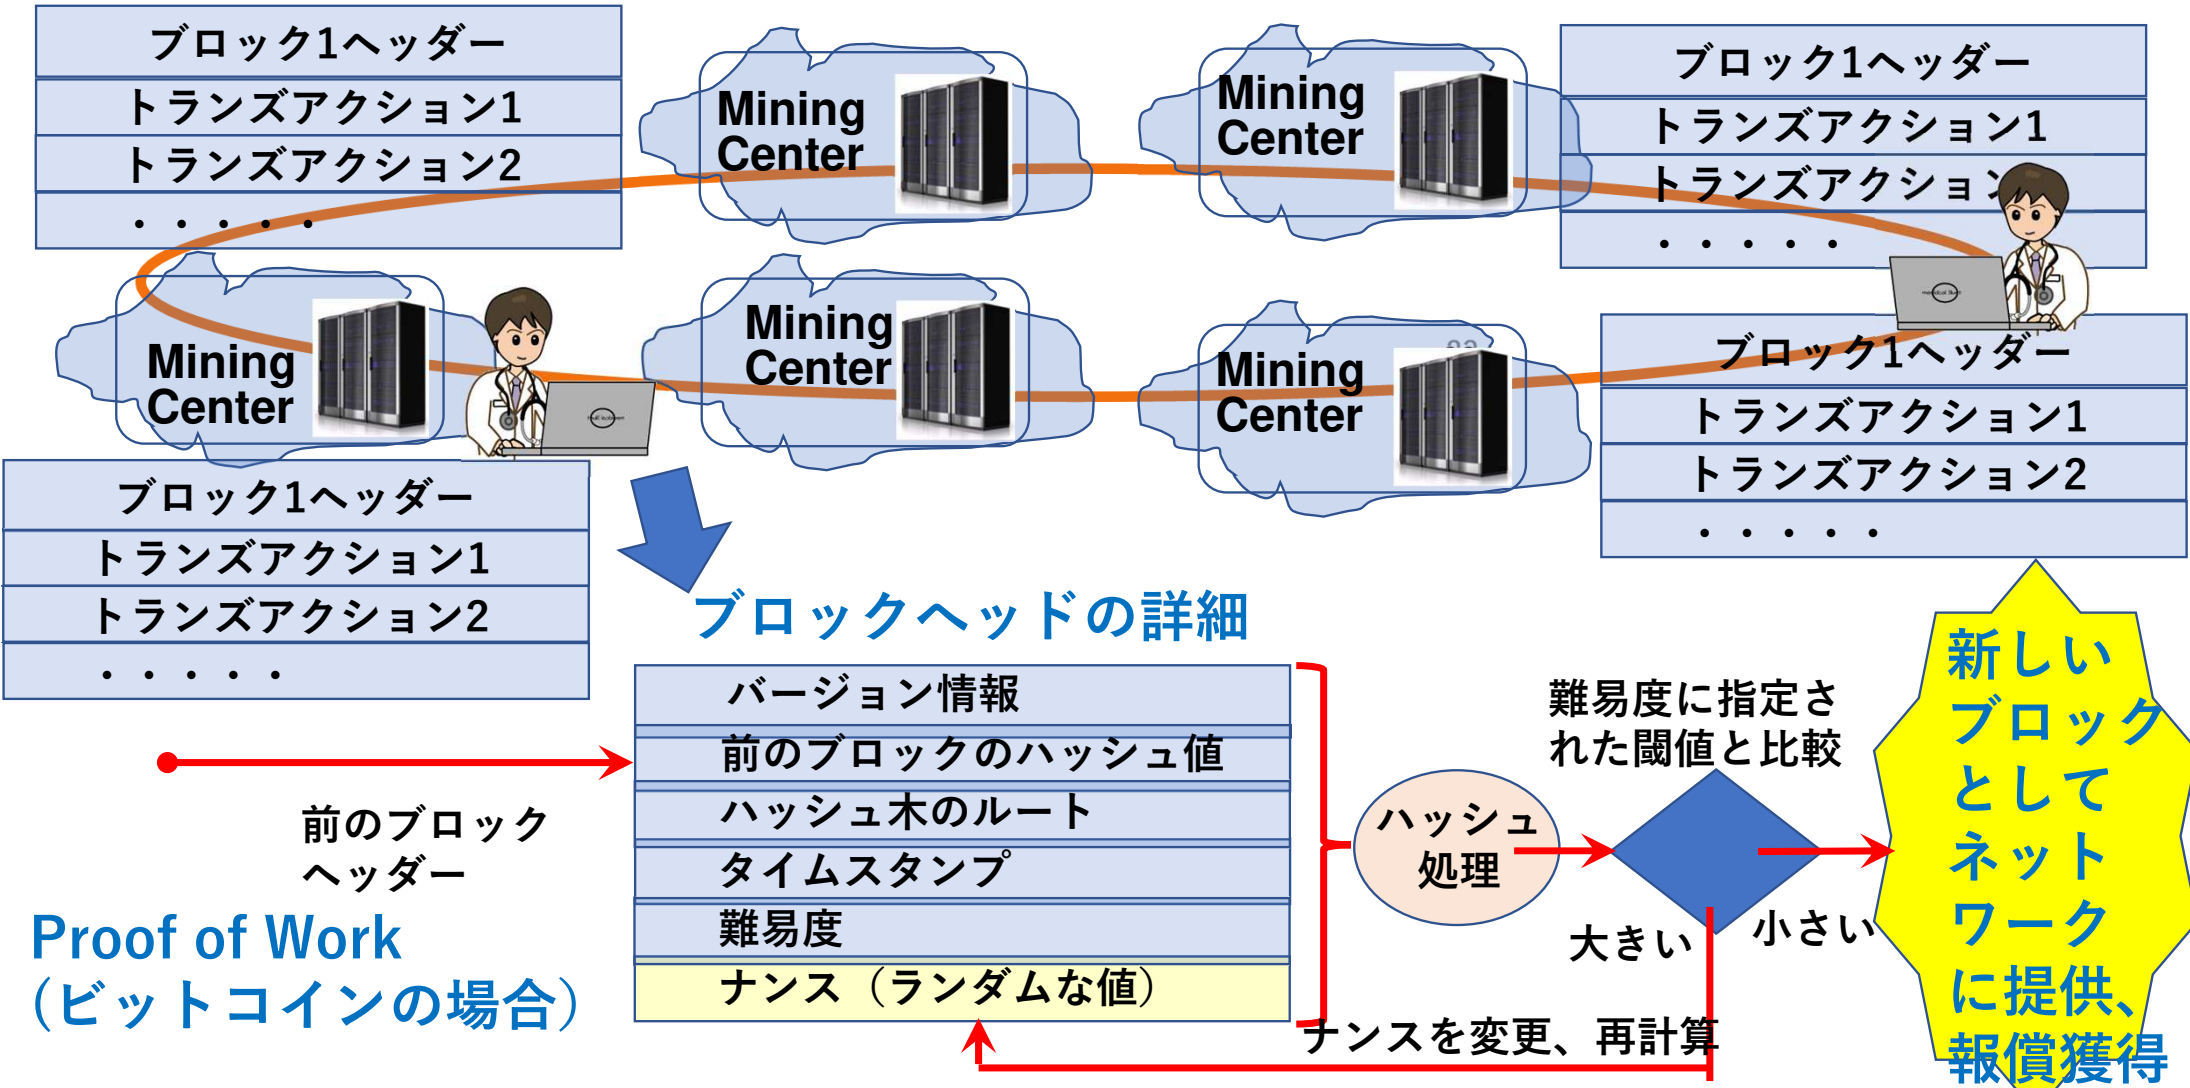 ブロック1ヘッダー
トランズアクション1
トランズアクション2
・・・・・
Mining
Center
Mining
Center
ブロック1ヘッダー
トランズアクション1
トランズアクション
・・・・・
Mining
Center
Mining
Center
Mining
Center
ブロック1ヘッダー
トランズアクション1
トランズアクション2
・・・・・
ブロック1ヘッダー
トランズアクション1
トランズアクション2
・・・・・
ブロックヘッドの詳細
バージョン情報
前のブロックのハッシュ値
ハッシュ木のルート
タイムスタンプ
難易度
ナンス（ランダムな値）
前のブロック
ヘッダー
Proof of Work
（ビットコインの場合）
ハッシュ
処理
難易度に指定さ
れた閾値と比較
大きい
小さい
ナンスを変更、再計算
新しい
ブロック
として
ネット
ワーク
に提供、
報償獲得